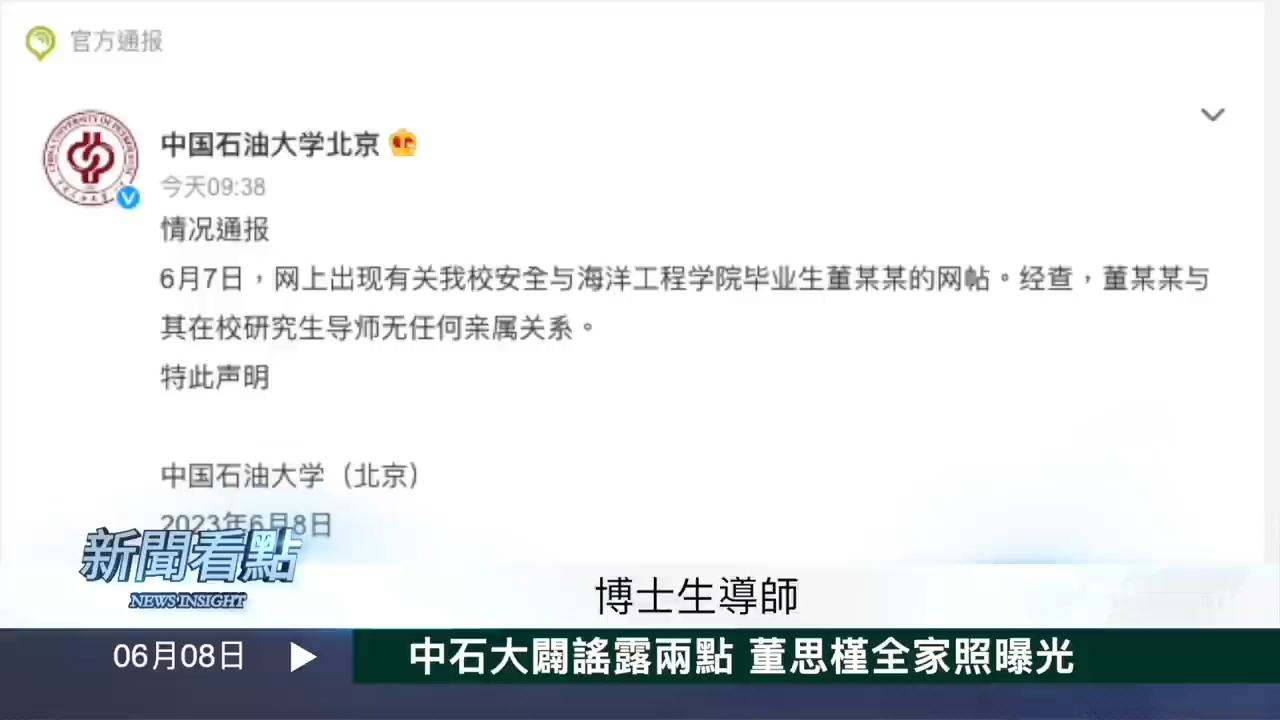 官方通报
中国石油大学北京
今天09:38
情况通报
6月7日，网上出现有关我校安全与海洋工程学院毕业生董某某的网帖。经查，董某某与
其在校研究生导师无任何亲属关系。
特此声明
中国石油大学（北京）
2023年6月8日
新聞看點
NEWS INSIGHT
博士生導師
06月08日
中石大闢謠露兩點 董思槿全家照曝光